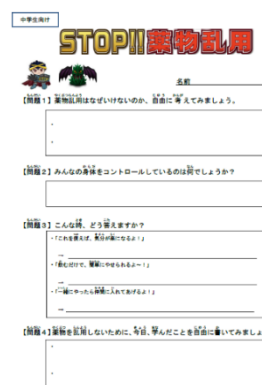 中学生向け
STOP!!薬物乱用
名前
【問題1】薬物乱用はなぜいけないのか、自由に考えてみましょう。
・
・
【問題2】みんなの身体をコントロールしているのは何でしょうか？
【問題3】こんな時、どう答えますか？
・「これを吸えば、気分が楽になるよ！」
→
・「飲むだけで、簡単にやせられるよー！」
→
・「一緒にやったら仲間に入れてあげるよ！」
→
【問題4】薬物を乱用しないために、今日、学んだことを自由に書いてみましょ
・